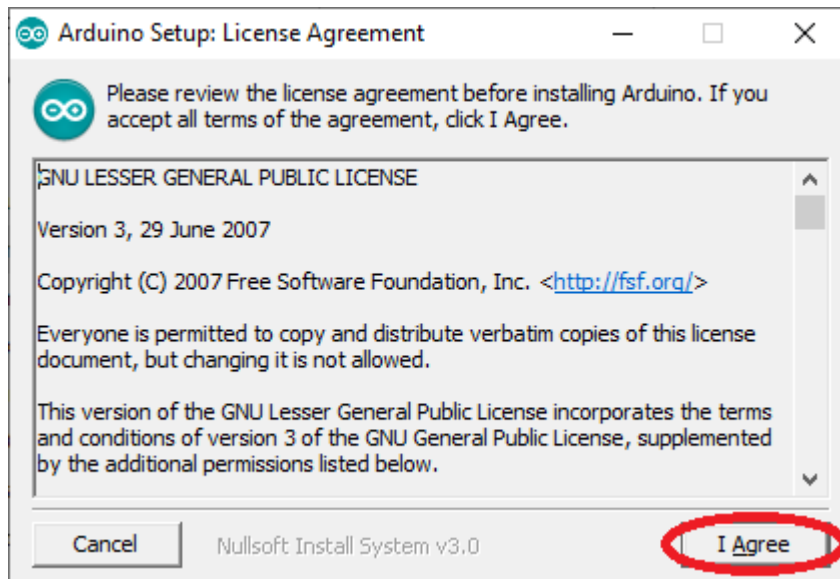 Arduino Setup: License Agreement
Please review the license agreement before installing Arduino. If you
accept all terms of the agreement, click I Agree.
GNU LESSER GENERAL PUBLIC LICENSE
Version 3, 29 June 2007
Copyright (C) 2007 Free Software Foundation, Inc. <http://fsf.org/>
Everyone is permitted to copy and distribute verbatim copies of this license
document, but changing it is not allowed.
This version of the GNU Lesser General Public License incorporates the terms
and conditions of version 3 of the GNU General Public License, supplemented
by the additional permissions listed below.
Cancel
Nullsoft Install System v3.0
I Agree